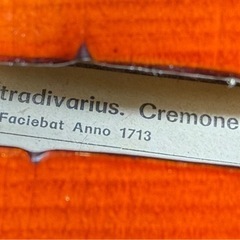 tradivarius. Cremone
Faciebat Anno 1713